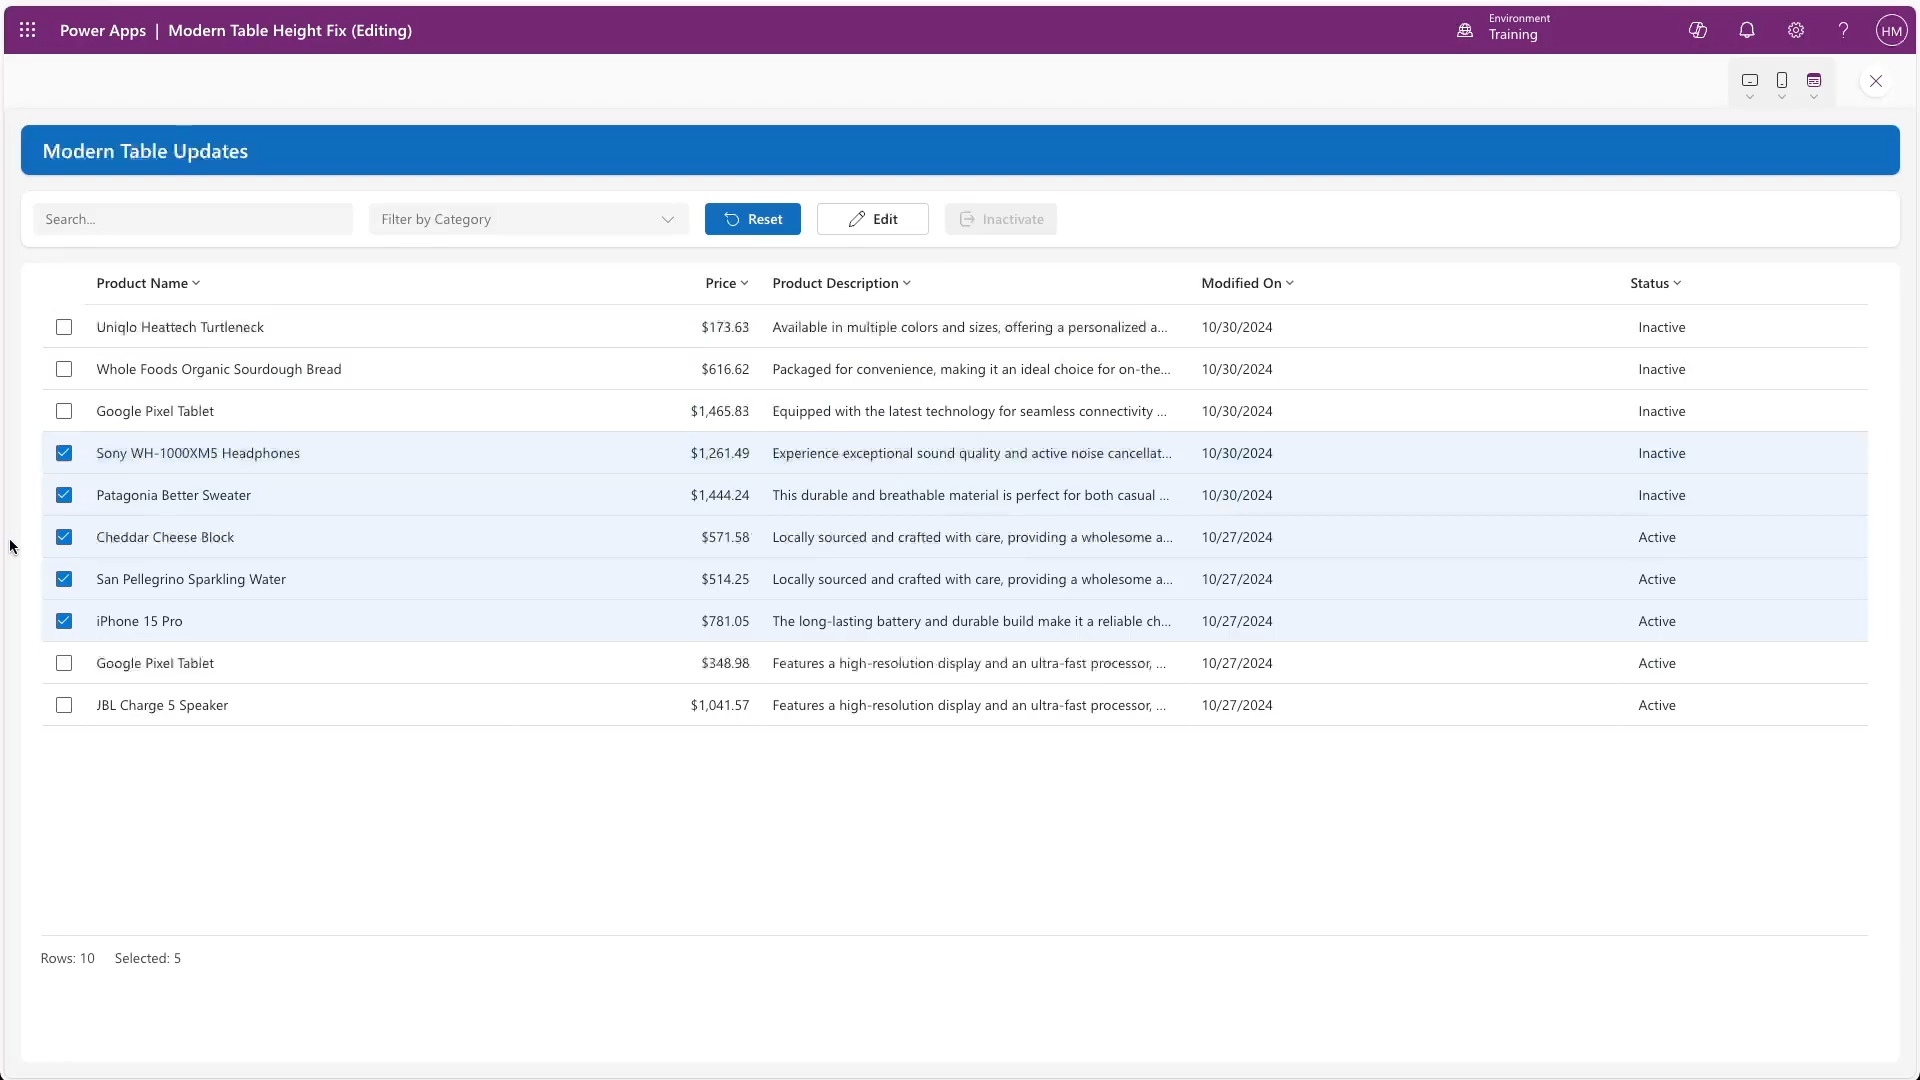 Power Apps | Modern Table Height Fix (Editing)
Environment
Training
?
HM
Modern Table Updates
Search...
Filter by Category
Reset
Edit
Inactivate
Product Name Price Product Description Modified On Status
Uniqlo Heattech Turtleneck $173.63 Available in multiple colors and sizes, offering a personalized a... 10/30/2024 Inactive
Whole Foods Organic Sourdough Bread $616.62 Packaged for convenience, making it an ideal choice for on-the... 10/30/2024 Inactive
Google Pixel Tablet $1,465.83 Equipped with the latest technology for seamless connectivity ... 10/30/2024 Inactive
Sony WH-1000XM5 Headphones $1,261.49 Experience exceptional sound quality and active noise cancellat... 10/30/2024 Inactive
Patagonia Better Sweater $1,444.24 This durable and breathable material is perfect for both casual ... 10/30/2024 Inactive
Cheddar Cheese Block $571.58 Locally sourced and crafted with care, providing a wholesome a... 10/27/2024 Active
San Pellegrino Sparkling Water $514.25 Locally sourced and crafted with care, providing a wholesome a... 10/27/2024 Active
iPhone 15 Pro $781.05 The long-lasting battery and durable build make it a reliable ch... 10/27/2024 Active
Google Pixel Tablet $348.98 Features a high-resolution display and an ultra-fast processor, ... 10/27/2024 Active
JBL Charge 5 Speaker $1,041.57 Features a high-resolution display and an ultra-fast processor, ... 10/27/2024 Active
Rows: 10 Selected: 5